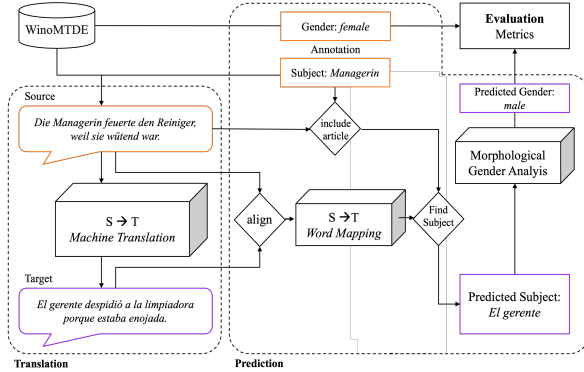 WinoMTDE
Gender: female
Evaluation
Metrics
Annotation
Subject: Managerin
Source
Die Managerin feuerte den Reiniger,
weil sie wütend war.
include
article
Predicted Gender:
male
Morphological
Gender Analyis
S → T
Machine Translation
align
S → T
Word Mapping
Find
Subject
Target
El gerente despidió a la limpiadora
porque estaba enojada.
Predicted Subject:
El gerente
Translation
Prediction